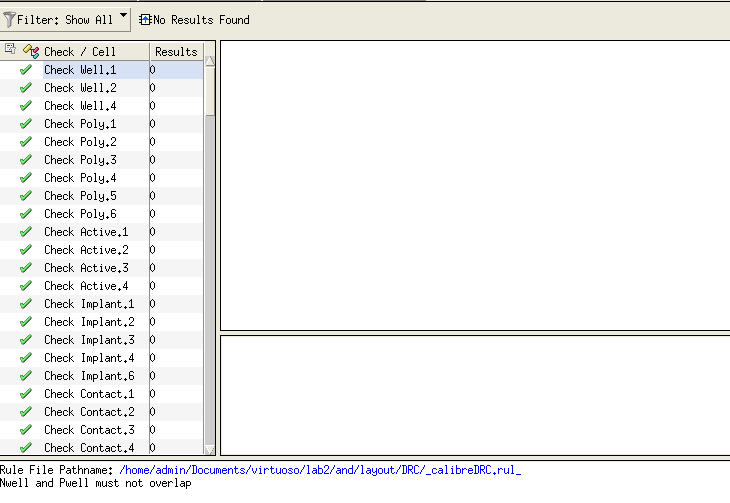 Filter: Show All No Results Found
Check / Cell Results
Check Well.1 0
Check Well.2 0
Check Well.4 0
Check Poly.1 0
Check Poly.2 0
Check Poly.3 0
Check Poly.4 0
Check Poly.5 0
Check Poly.6 0
Check Active.1 0
Check Active.2 0
Check Active.3 0
Check Active.4 0
Check Implant.1 0
Check Implant.2 0
Check Implant.3 0
Check Implant.4 0
Check Implant.6 0
Check Contact.1 0
Check Contact.2 0
Check Contact.3 0
Check Contact.4 0
Rule File Pathname: /home/admin/Documents/virtuoso/lab2/and/layout/DRC/_calibreDRC.rul_
Nwell and Pwell must not overlap